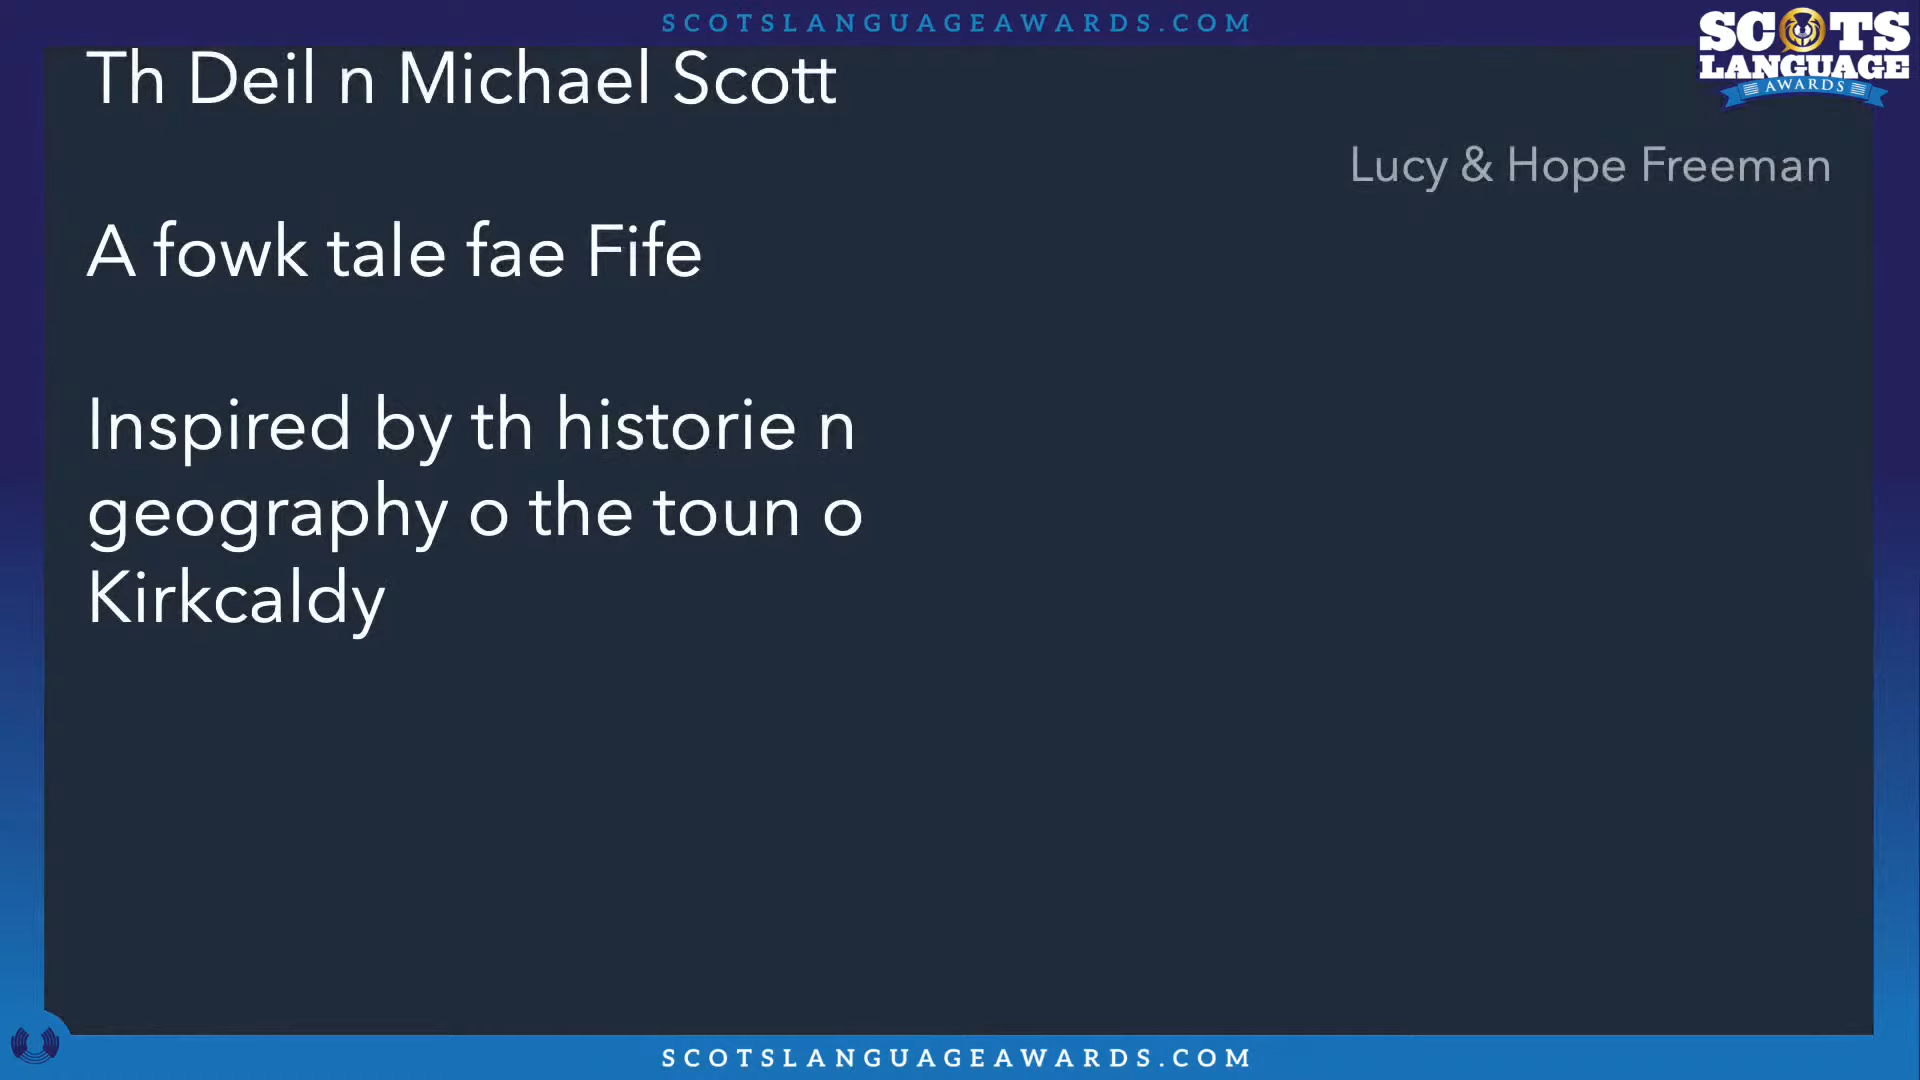 SCOTSLANGUAGEAWARDS.COM
SCOTS
LANGUAGE
AWARDS
Th Deil n Michael Scott
Lucy & Hope Freeman
A fowk tale fae Fife
Inspired by th historie n
geography o the toun o
Kirkcaldy
SCOTSLANGUAGEAWARDS.COM